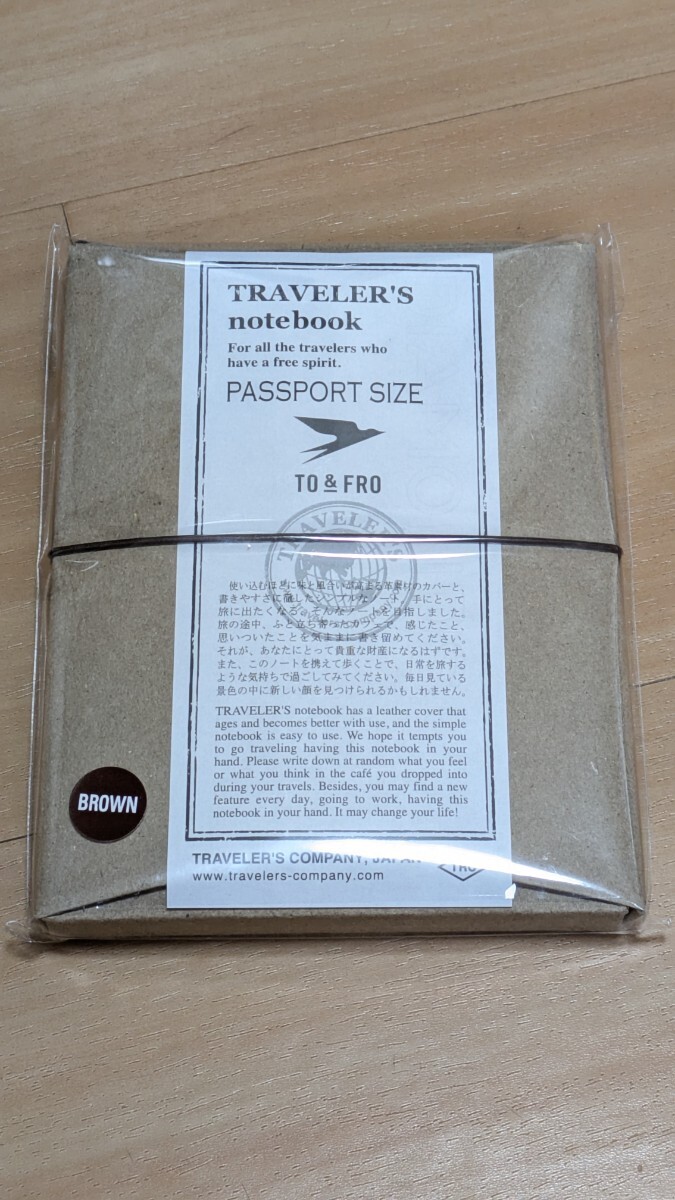 TRAVELER'S
notebook
For all the travelers who
have a free spirit.
PASSPORT SIZE
TO & FRO
TRAVELER'S
使い込むほどに味と風合いが高まる革素材のカバーと、
書きやすさに徹したシンプルなノート。手にとって
旅に出たくなる。そんなノートを目指しました。
旅の途中、ふと立ち寄ったカフェで、感じたこと、
思いついたことを気ままに書き留めてください。
それが、あなたにとって貴重な財産になるはずです。
また、このノートを携えて歩くことで、日常を旅する
ような気持ちで過ごしてみてください。毎日見ている
景色の中に新しい顔を見つけられるかもしれません。
TRAVELER'S notebook has a leather cover that
ages and becomes better with use, and the simple
notebook is easy to use. We hope it tempts you
to go traveling having this notebook in your
hand. Please write down at random what you feel
or what you think in the café you dropped into
during your travels. Besides, you may find a new
feature every day, going to work, having this
notebook in your hand. It may change your life!
BROWN
TRAVELER'S COMPANY, JAPAN
TRC
www.travelers-company.com